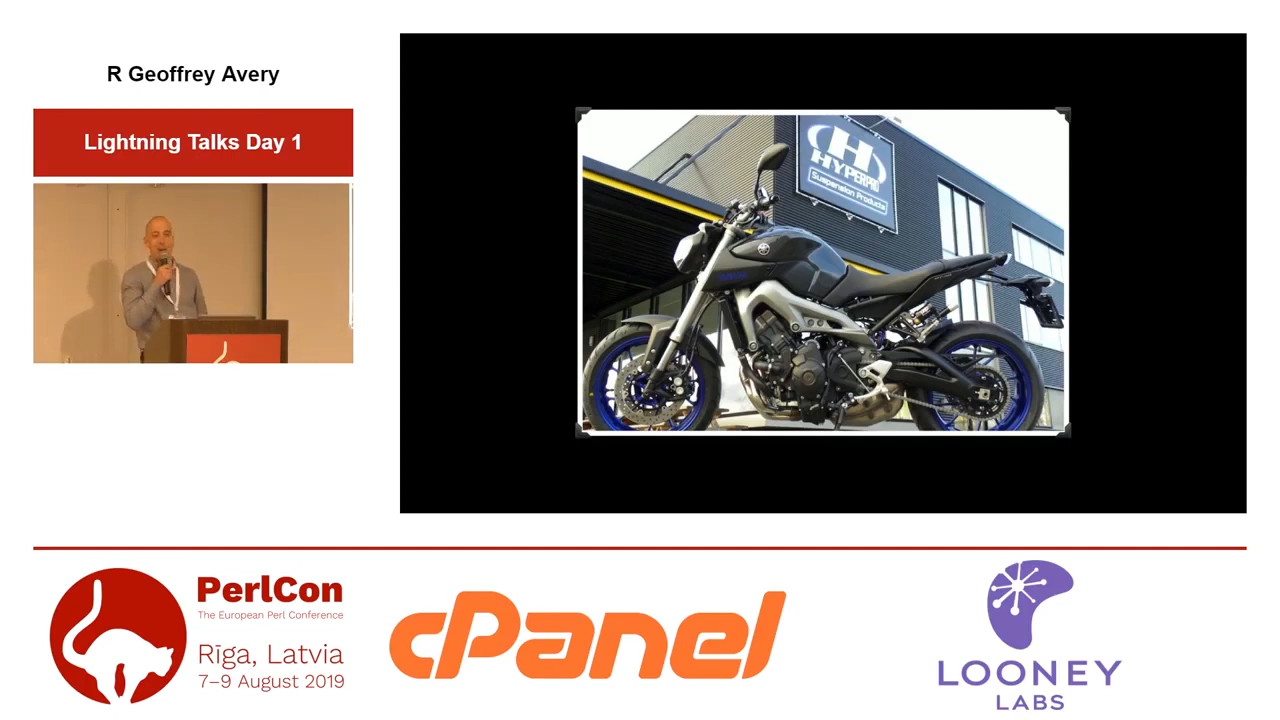 R Geoffrey Avery
Lightning Talks Day 1
H
HYPERPRO
Suspension Products
PerlCon
The European Perl Conference
Rīga, Latvia
7–9 August 2019
cPanel
LOONEY
LABS